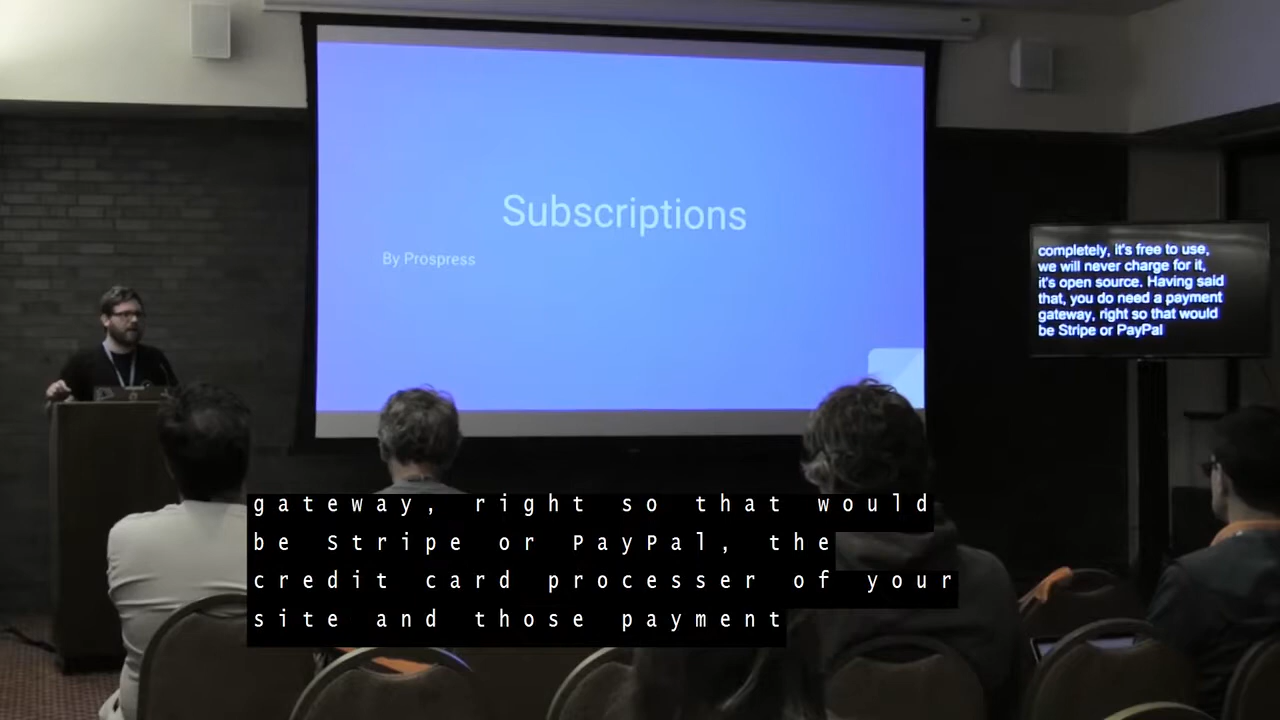 Subscriptions
By Prospress
completely, it's free to use,
we will never charge for it,
it's open source. Having said
that, you do need a payment
gateway, right so that would
be Stripe or PayPal
gateway, right so that would
be Stripe or PayPal, the
credit card processer of your
site and those payment